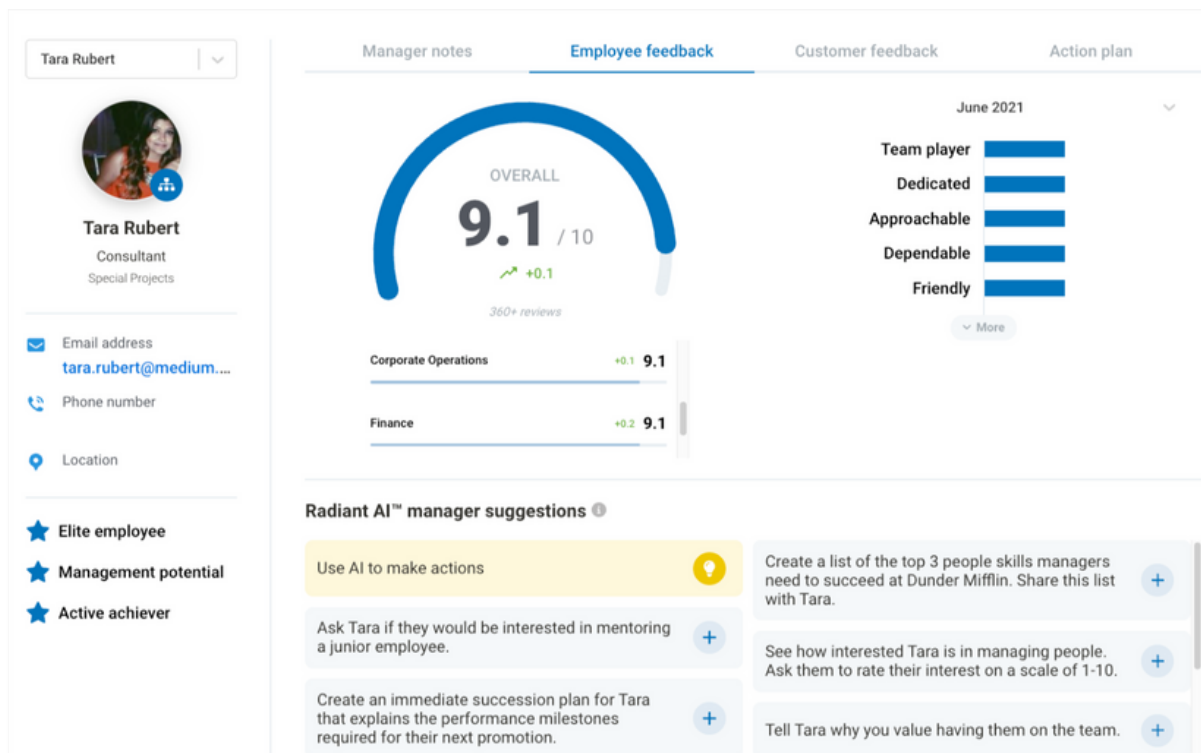 Tara Rubert
Tara Rubert
Consultant
Special Projects
Email address
tara.rubert@medium....
Phone number
Location
Elite employee
Management potential
Active achiever
Manager notes
Employee feedback
Customer feedback
Action plan
OVERALL
9.1 / 10
+0.1
360+ reviews
Corporate Operations +0.1 9.1
Finance +0.2 9.1
June 2021
Team player
Dedicated
Approachable
Dependable
Friendly
More
Radiant AI™ manager suggestions
Use AI to make actions
Ask Tara if they would be interested in mentoring
a junior employee.
Create an immediate succession plan for Tara
that explains the performance milestones
required for their next promotion.
Create a list of the top 3 people skills managers
need to succeed at Dunder Mifflin. Share this list
with Tara.
See how interested Tara is in managing people.
Ask them to rate their interest on a scale of 1-10.
Tell Tara why you value having them on the team.